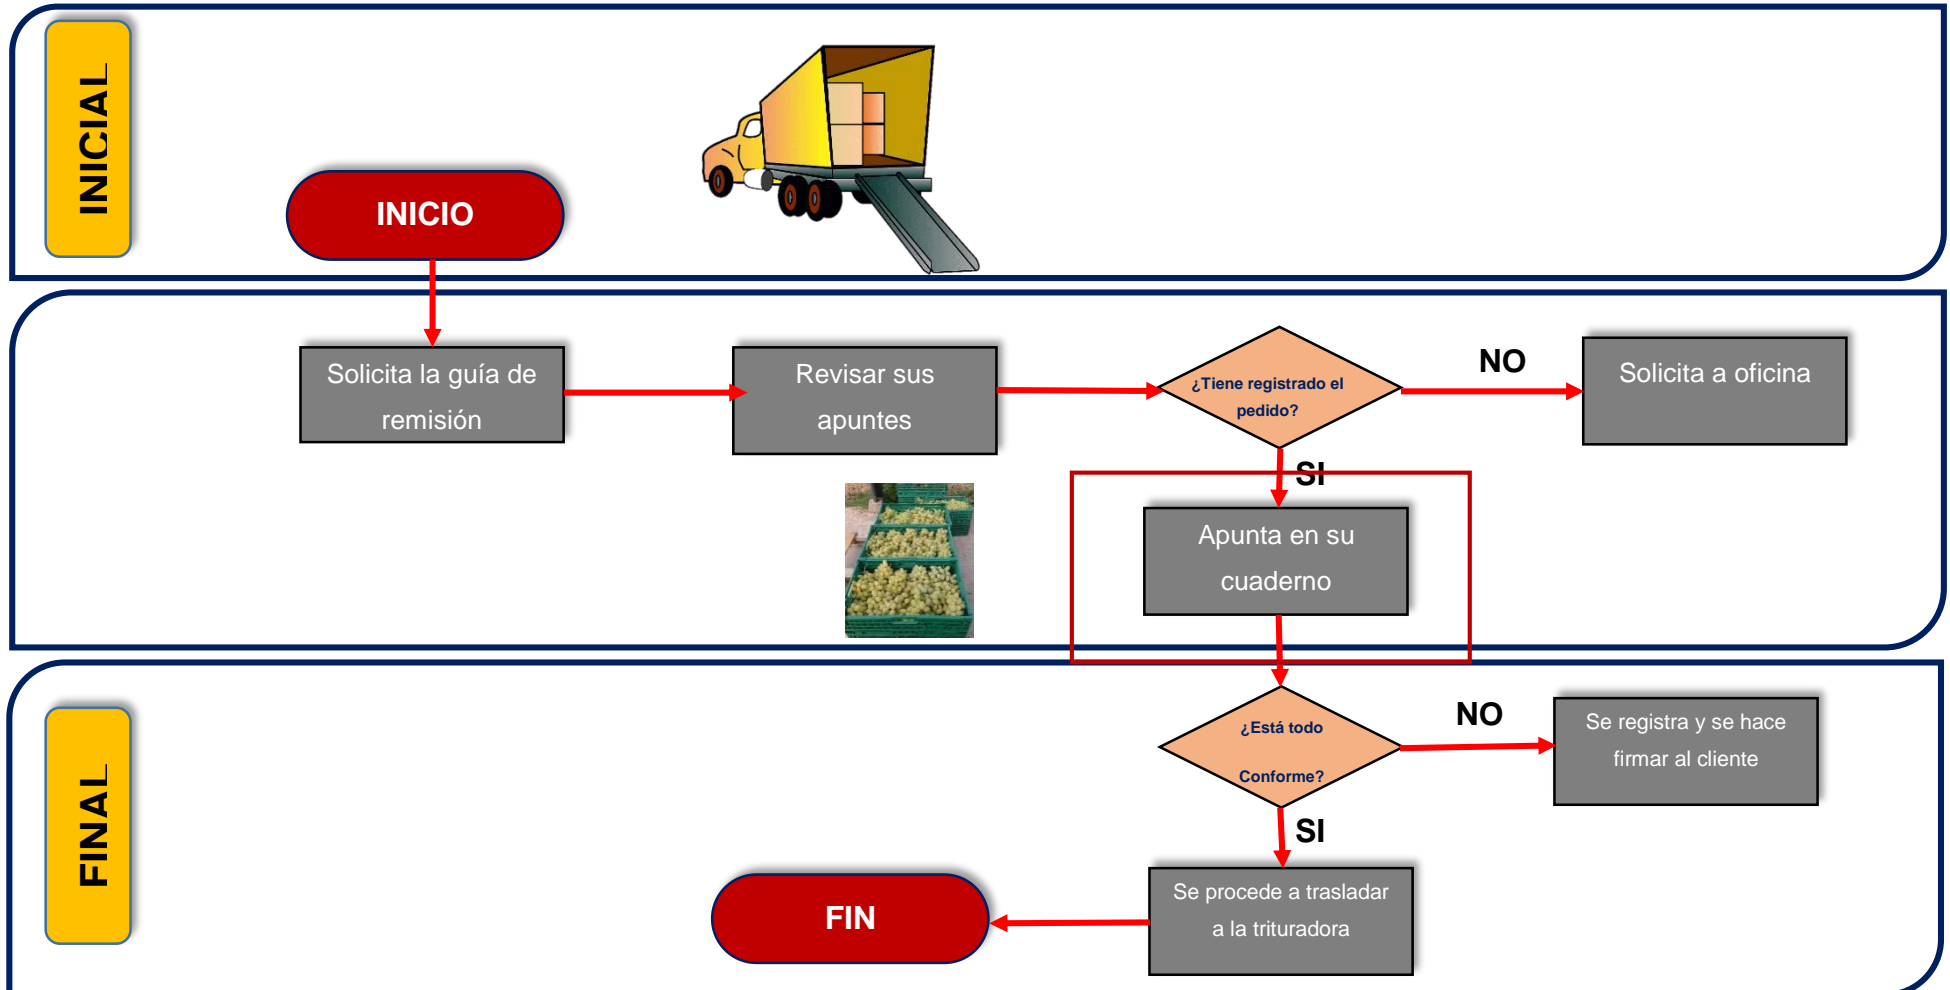 INICIAL
INICIO
Solicita la guía de
remisión
Revisar sus
apuntes
¿Tiene registrado el
pedido?
NO
Solicita a oficina
SI
Apunta en su
cuaderno
FINAL
¿Está todo
Conforme?
NO
Se registra y se hace
firmar al cliente
SI
Se procede a trasladar
a la trituradora
FIN